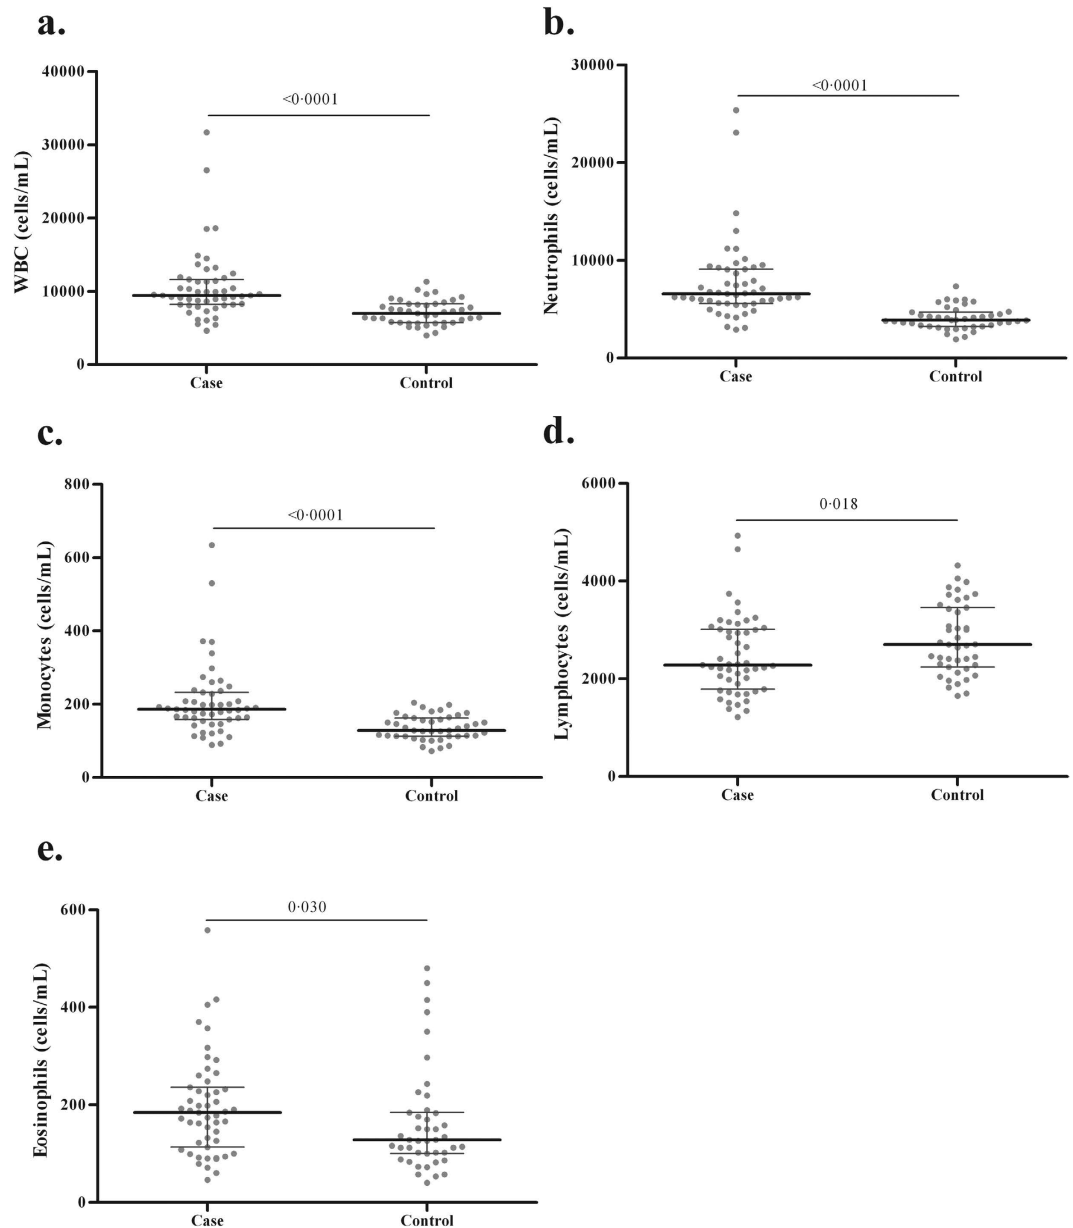 a.
WBC (cells/mL)
40000
30000
20000
10000
0
<0·0001
Case
Control
b.
Neutrophils (cells/mL)
30000
20000
10000
0
<0·0001
Case
Control
c.
Monocytes (cells/mL)
800
600
400
200
0
<0·0001
Case
Control
d.
Lymphocytes (cells/mL)
6000
4000
2000
0
0·018
Case
Control
e.
Eosinophils (cells/mL)
600
400
200
0
0·030
Case
Control